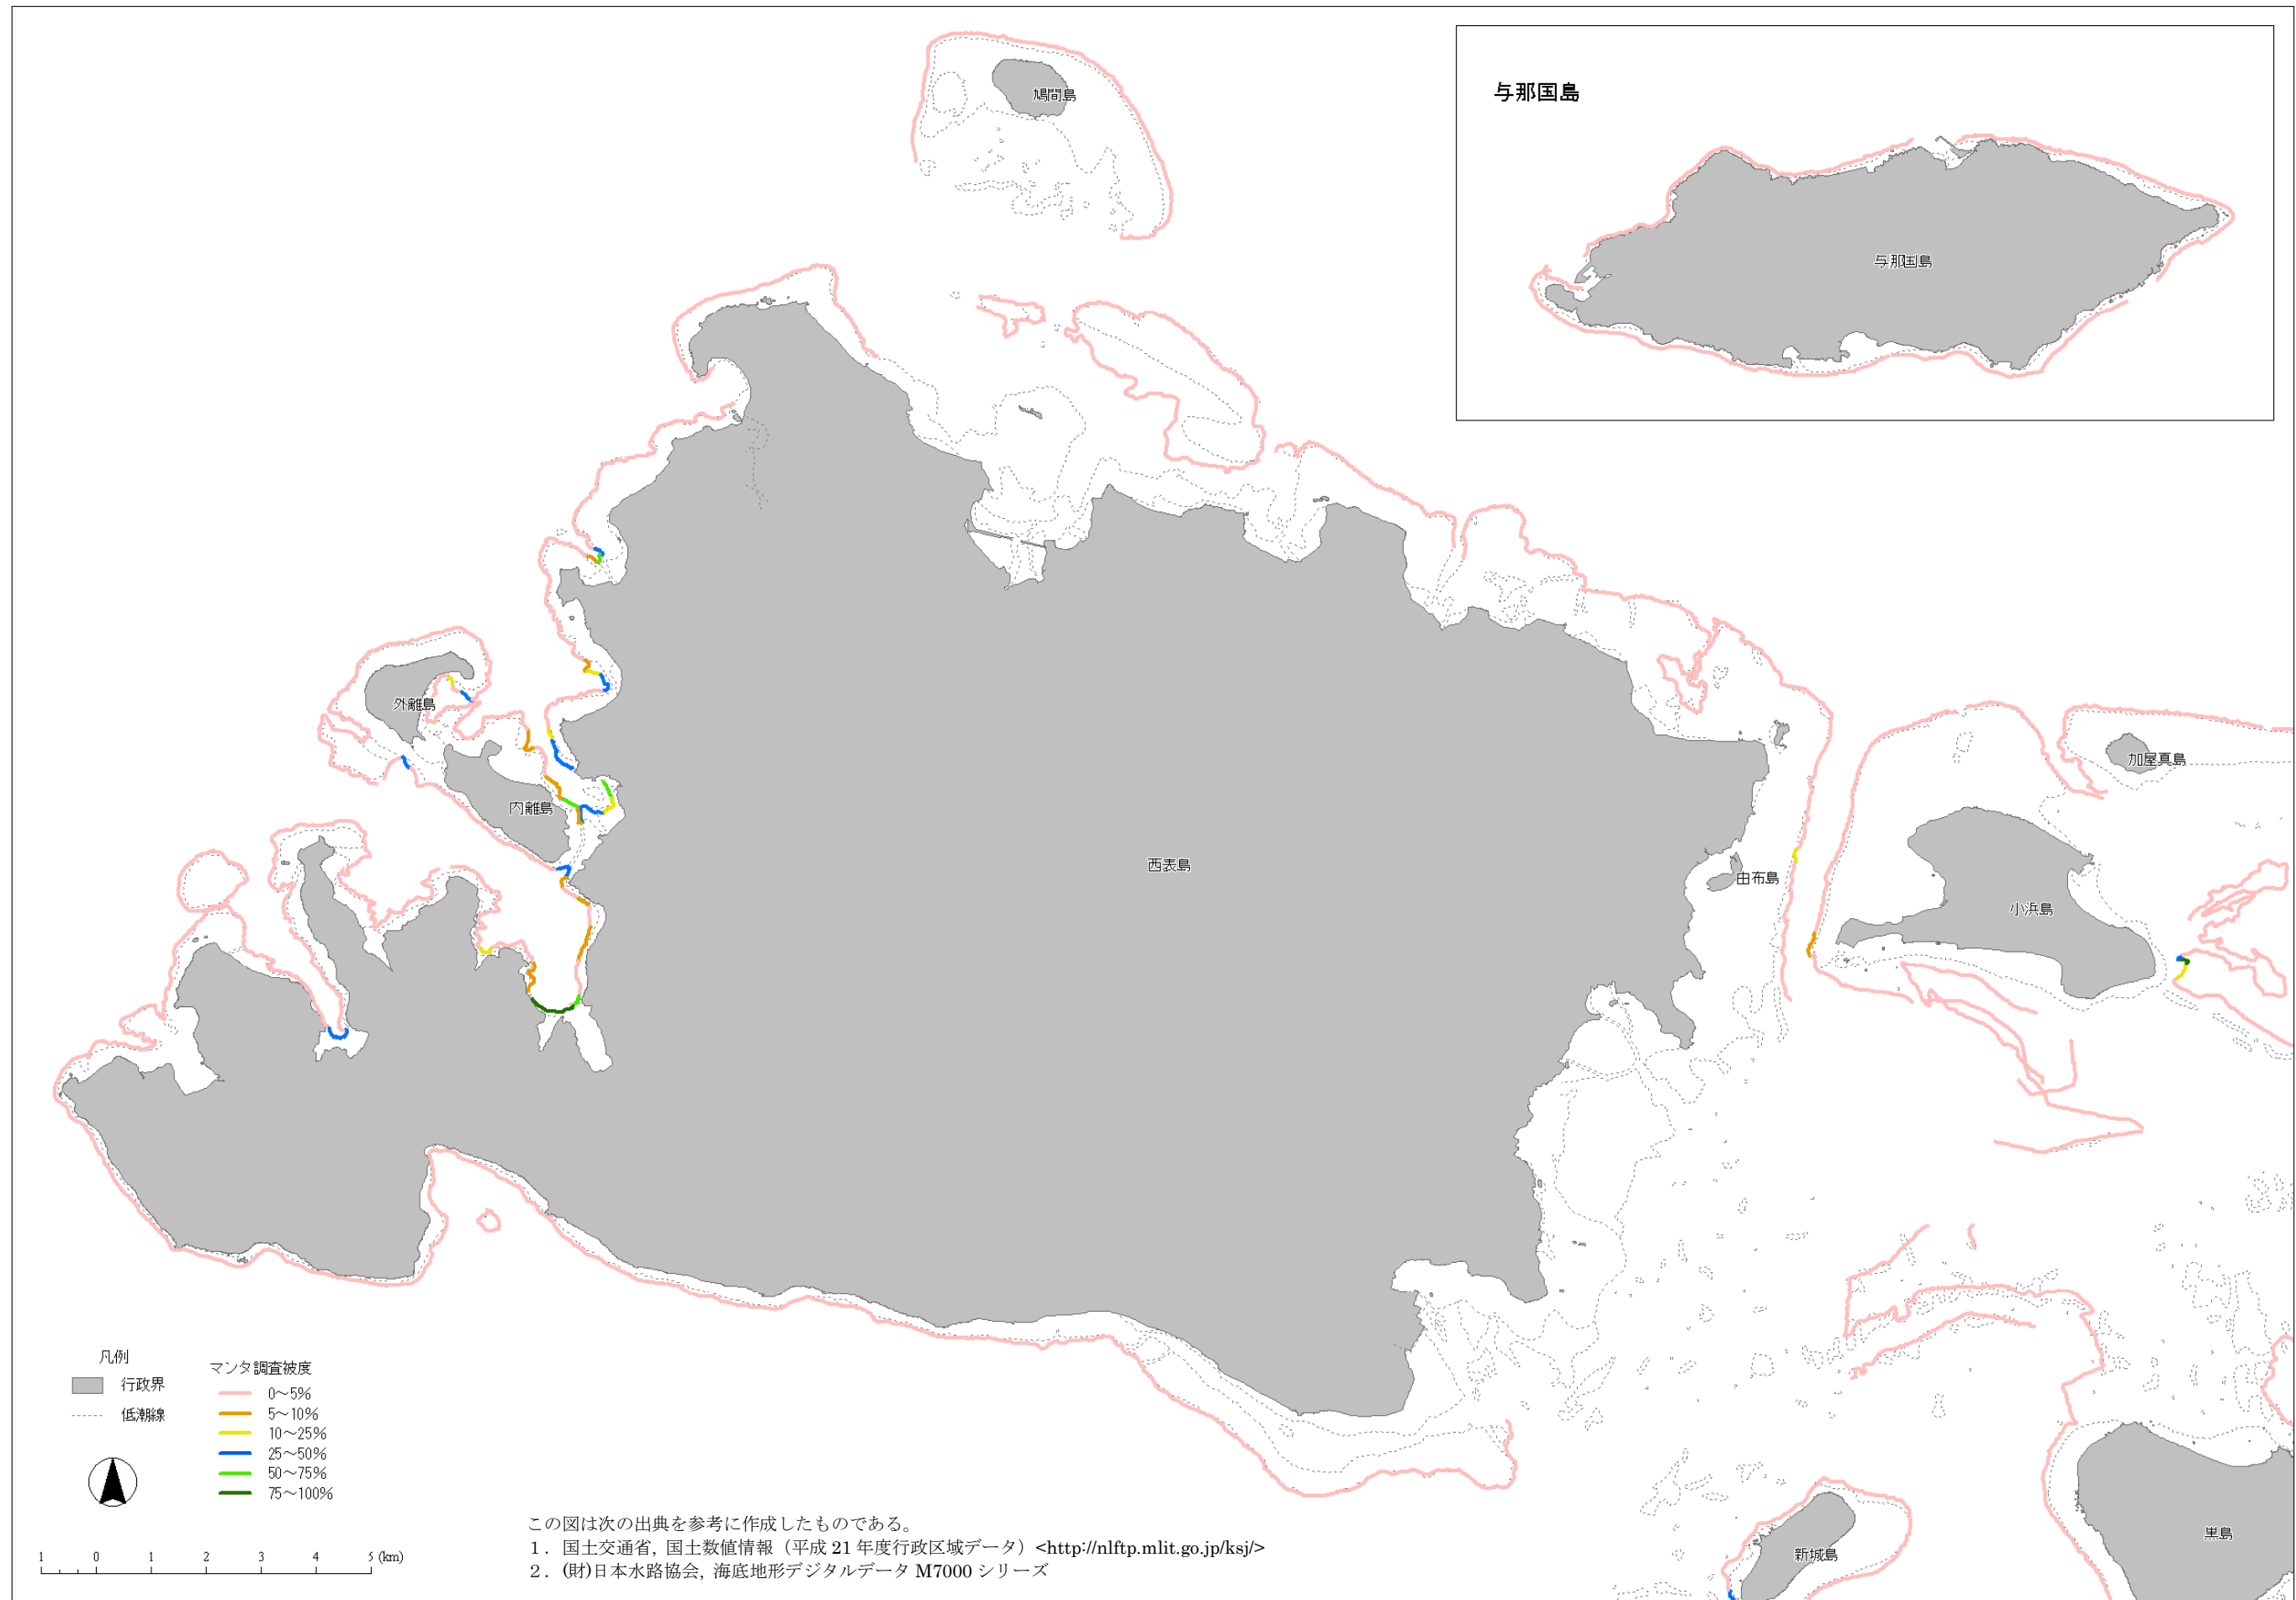 鳩間島
与那国島
与那国島
外離島
内離島
西表島
由布島
小浜島
加屋真島
黒島
新城島
凡例
行政界
低潮線
マンタ調査被度
0～5%
5～10%
10～25%
25～50%
50～75%
75～100%
1 0 1 2 3 4 5 (km)
この図は次の出典を参考に作成したものである。
1．国土交通省, 国土数値情報（平成 21 年度行政区域データ）<http://nlftp.mlit.go.jp/ksj/>
2．(財)日本水路協会, 海底地形デジタルデータ M7000 シリーズ